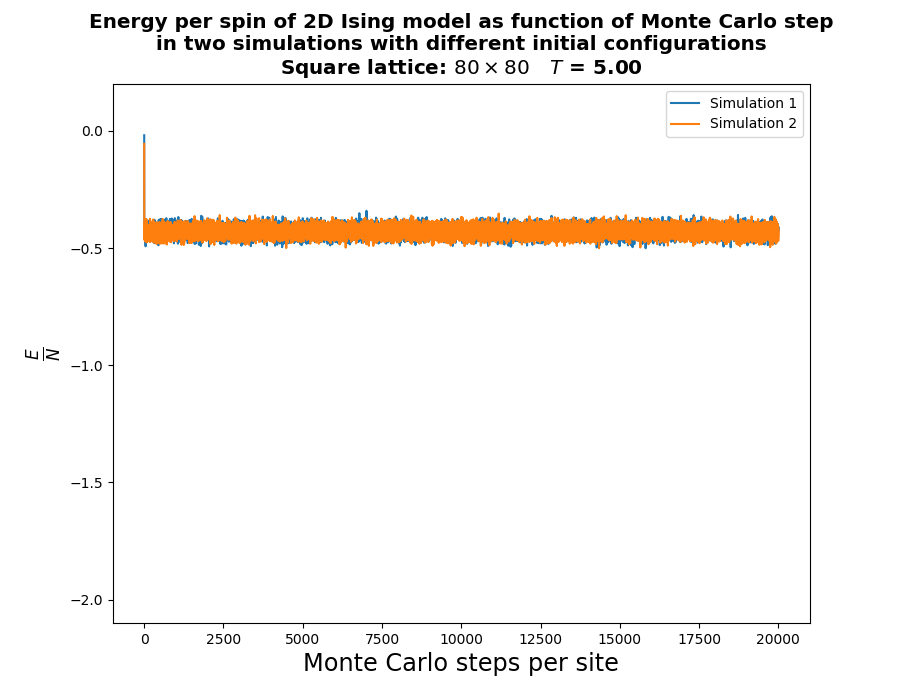 Energy per spin of 2D Ising model as function of Monte Carlo step
in two simulations with different initial configurations
Square lattice: 80 × 80 T = 5.00
Simulation 1
Simulation 2
0.0
−0.5
−1.0
−1.5
−2.0
E
N
0 2500 5000 7500 10000 12500 15000 17500 20000
Monte Carlo steps per site